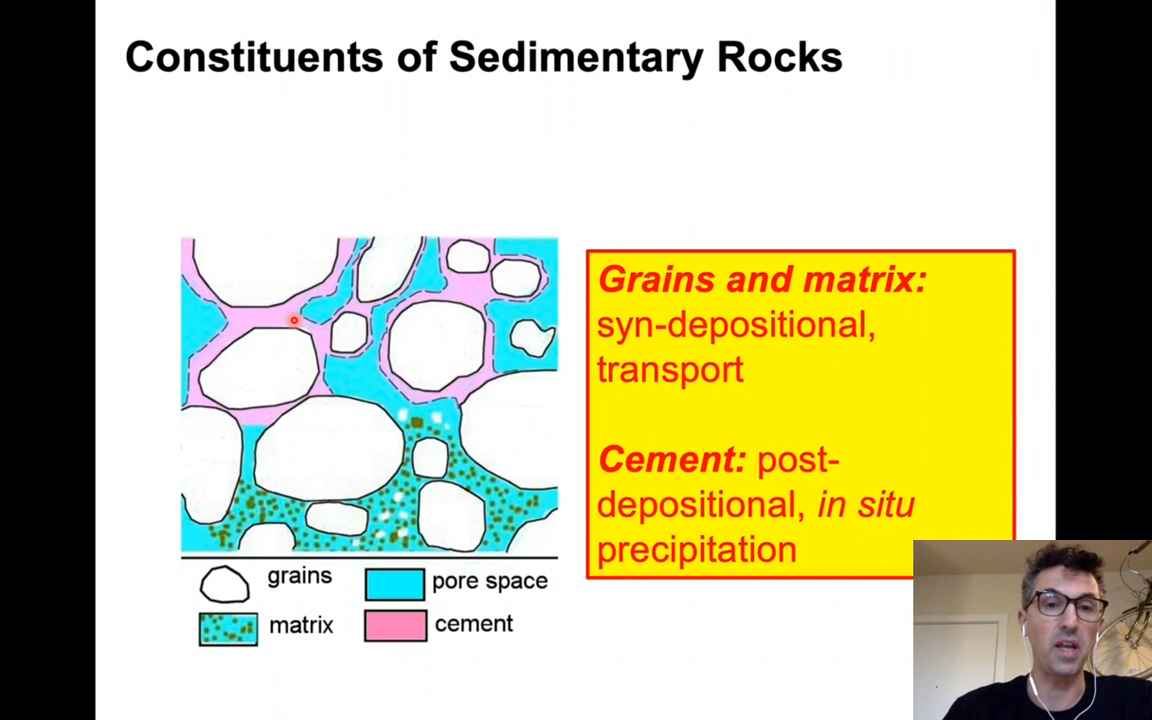 Constituents of Sedimentary Rocks
Grains and matrix:
syn-depositional,
transport
Cement: post-
depositional, in situ
precipitation
grains
pore space
matrix
cement